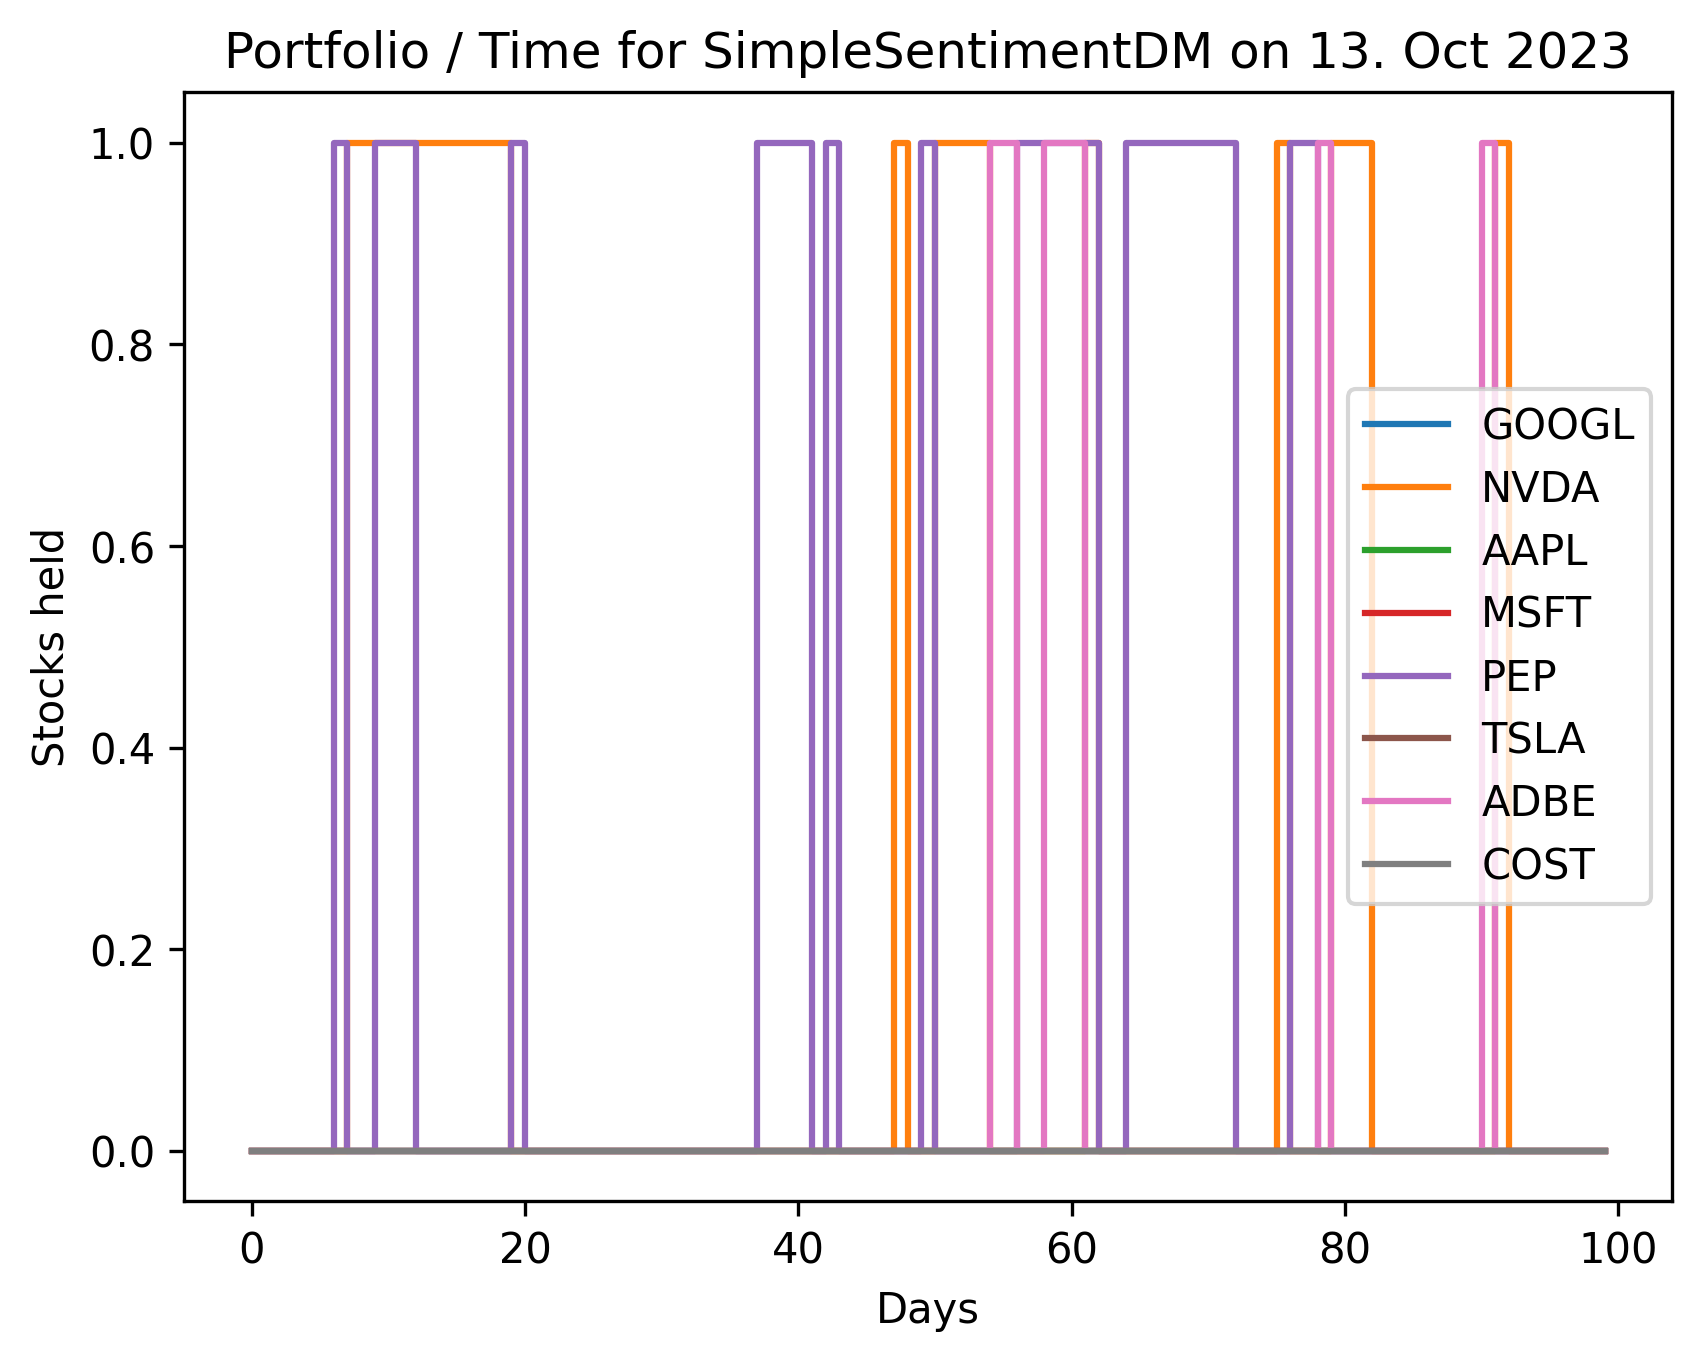 Portfolio / Time for SimpleSentimentDM on 13. Oct 2023
1.0
0.8
0.6
0.4
0.2
0.0
Stocks held
GOOGL
NVDA
AAPL
MSFT
PEP
TSLA
ADBE
COST
0 20 40 60 80 100
Days